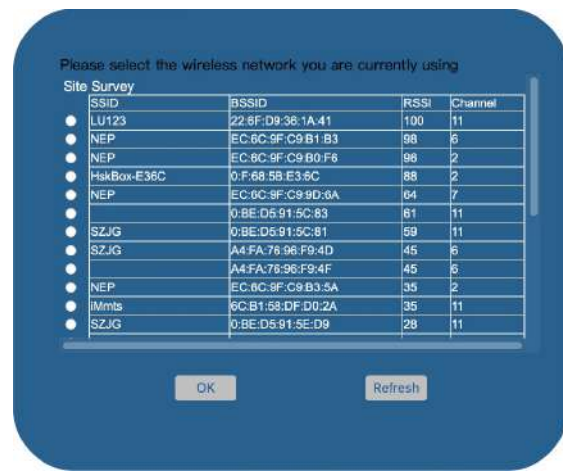 Please select the wireless network you are currently using
Site Survey
SSID BSSID RSSI Channel
LU123 22:6F:D9:36:1A:41 100 11
NEP EC:6C:9F:C9:B1:B3 98 6
NEP EC:6C:9F:C9:B0:F6 96 2
HskBox-E36C 0:F:68:5B:E3:6C 88 2
NEP EC:6C:9F:C9:9D:6A 64 7
0:BE:D5:91:5C:83 61 11
SZJG 0:BE:D5:91:5C:81 59 11
SZJG A4:FA:76:96:F9:4D 45 6
A4:FA:76:96:F9:4F 45 6
NEP EC:6C:9F:C9:B3:5A 35 2
iMmts 6C:B1:58:DF:D0:2A 35 11
SZJG 0:BE:D5:91:5E:D9 28 11
OK Refresh